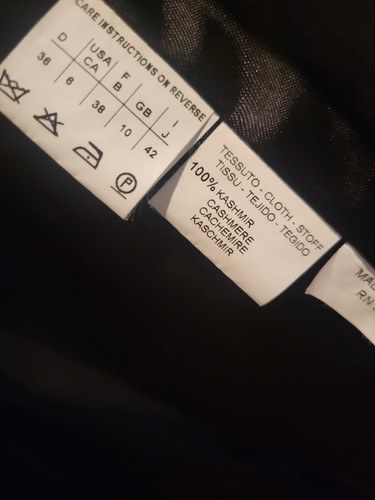 CARE INSTRUCTIONS ON REVERSE
D USA F I
CA B GB J
36 6 38 10 42
P
TESSUTO - CLOTH - STOFF
TISSU - TEJIDO - TEGIDO
100% KASHMIR
CASHMERE
CACHEMIRE
KASCHMIR
RN